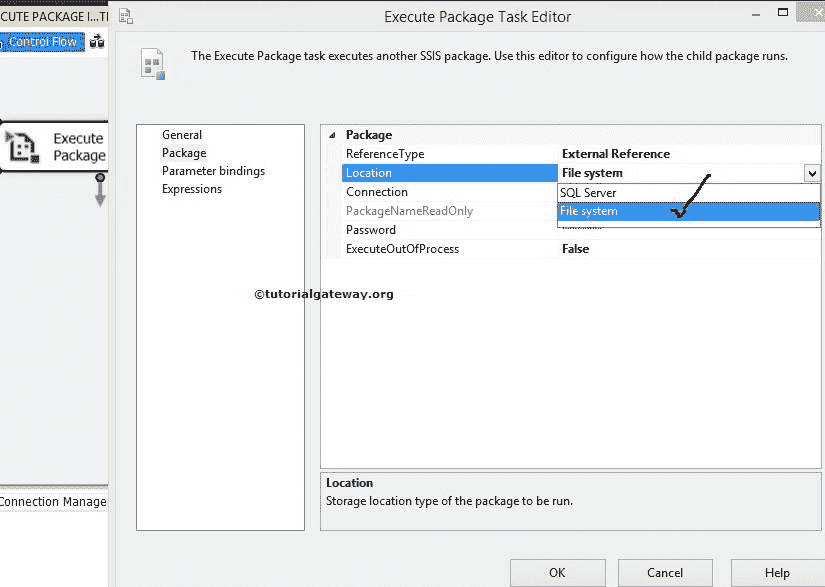 CUTE PACKAGE I...T
Execute Package Task Editor
Control Flow
The Execute Package task executes another SSIS package. Use this editor to configure how the child package runs.
Execute
Package
General
Package
Parameter bindings
Expressions
Package
ReferenceType External Reference
Location File system
Connection SQL Server
PackageNameReadOnly File system
Password
ExecuteOutOfProcess False
©tutorialgateway.org
Location
Storage location type of the package to be run.
Connection Manage
OK Cancel Help